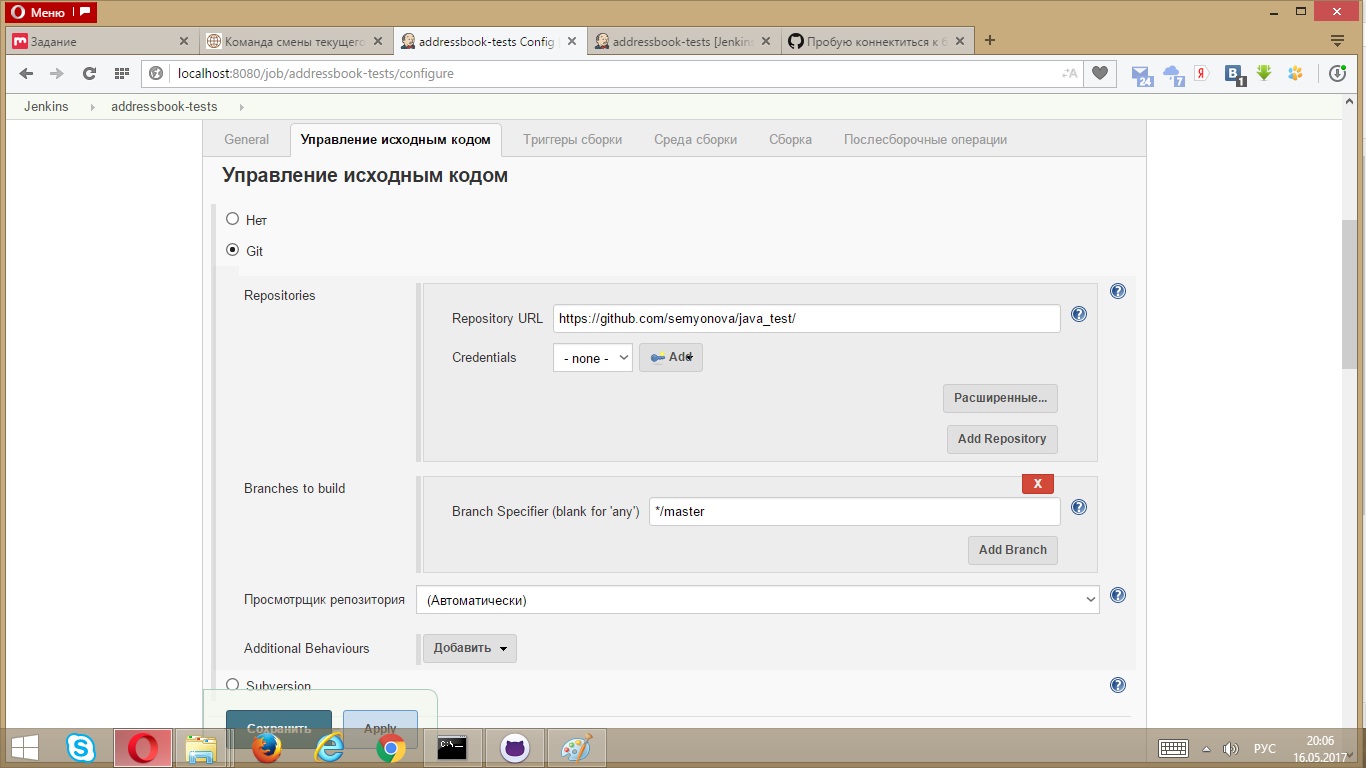 Меню
Задание
Команда смены текущего
addressbook-tests Config
addressbook-tests [Jenkins
Пробую коннектиться к б
localhost:8080/job/addressbook-tests/configure
24
7
Я
B
1
Jenkins
addressbook-tests
General
Управление исходным кодом
Триггеры сборки
Среда сборки
Сборка
Послесборочные операции
Управление исходным кодом
Нет
Git
Repositories
Repository URL
https://github.com/semyonova/java_test/
Credentials
- none -
Add
Расширенные...
Add Repository
Branches to build
X
Branch Specifier (blank for 'any')
*/master
Add Branch
Просмотрщик репозитория
(Автоматически)
Additional Behaviours
Добавить
Subversion
Сохранить
Apply
C:\
РУС
20:06
16.05.2017